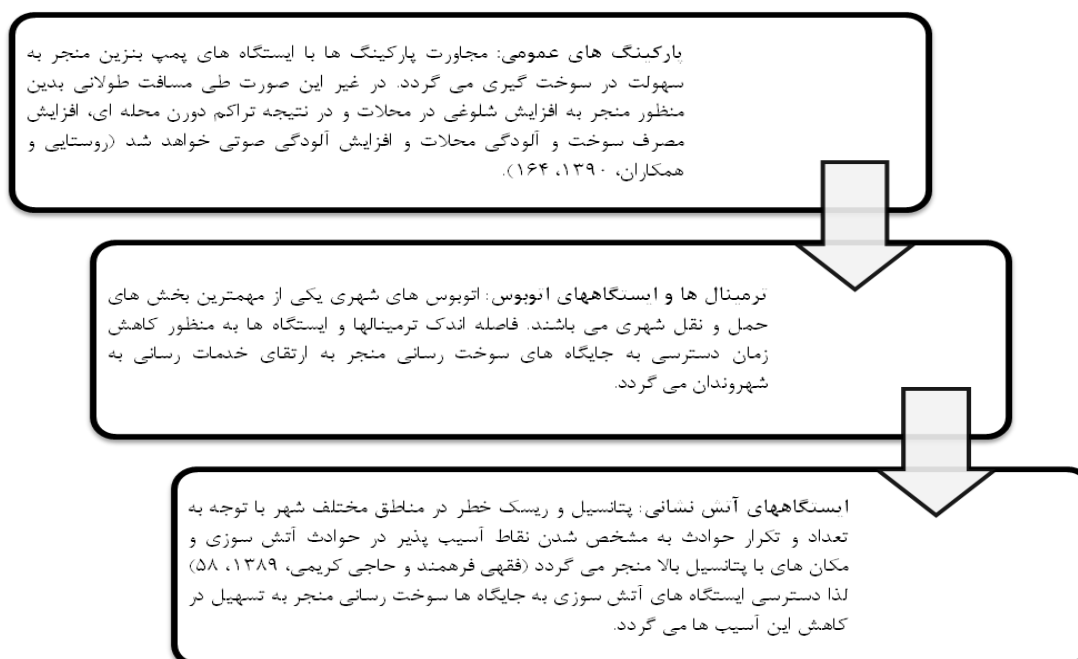 پارکینگ های عمومی: مجاورت پارکینگ ها با ایستگاه های پمپ بنزین منجر به
سهولت در سوخت گیری می گردد. در غیر این صورت طی مسافت طولانی بدین
منظور منجر به افزایش شلوغی در محلات و در نتیجه تراکم دورن محله ای، افزایش
مصرف سوخت و آلودگی محلات و افزایش آلودگی صوتی خواهد شد (روستایی و
همکاران، ۱۳۹۰، ۱۶۴).
ترمینال ها و ایستگاههای اتوبوس: اتوبوس های شهری یکی از مهمترین بخش های
حمل و نقل شهری می باشند. فاصله اندک ترمینالها و ایستگاه ها به منظور کاهش
زمان دسترسی به جایگاه های سوخت رسانی منجر به ارتقای خدمات رسانی به
شهروندان می گردد.
ایستگاههای آتش نشانی: پتانسیل و ریسک خطر در مناطق مختلف شهر با توجه به
تعداد و تکرار حوادث به مشخص شدن نقاط آسیب پذیر در حوادث آتش سوزی و
مکان های با پتانسیل بالا منجر می گردد (فقهی فرهمند و حاجی کریمی، ۱۳۸۹، ۵۸)
لذا دسترسی ایستگاه های آتش سوزی به جایگاه ها سوخت رسانی منجر به تسهیل در
کاهش این آسیب ها می گردد.